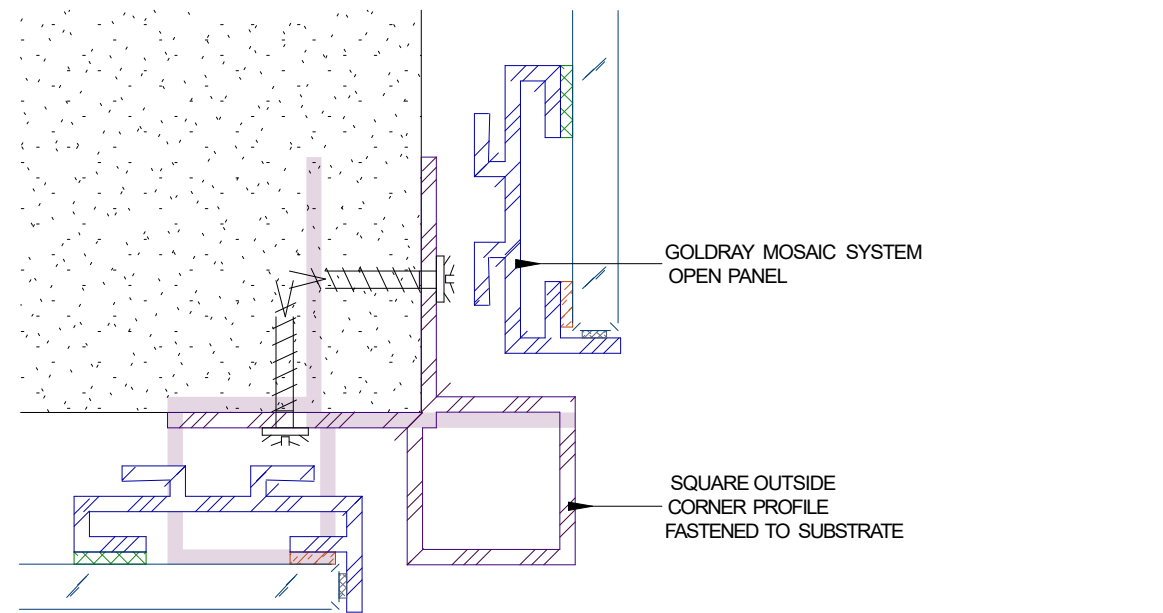 GOLDRAY MOSAIC SYSTEM
OPEN PANEL
SQUARE OUTSIDE
CORNER PROFILE
FASTENED TO SUBSTRATE